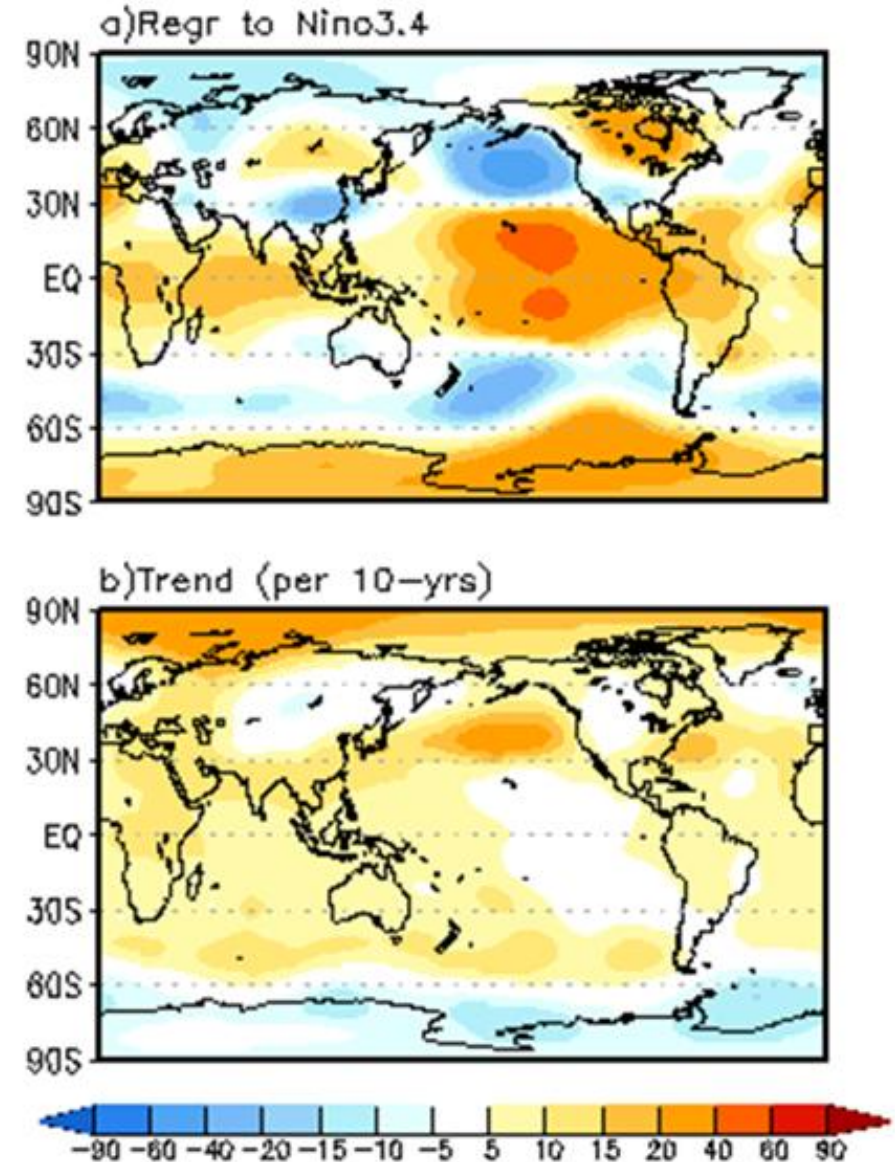 a)Regr to Nino3.4
90N
60N
30N
EQ
30S
60S
90S
b)Trend (per 10-yrs)
90N
60N
30N
EQ
30S
60S
90S
-90 -60 -40 -20 -15 -10 -5 5 10 15 20 40 60 90